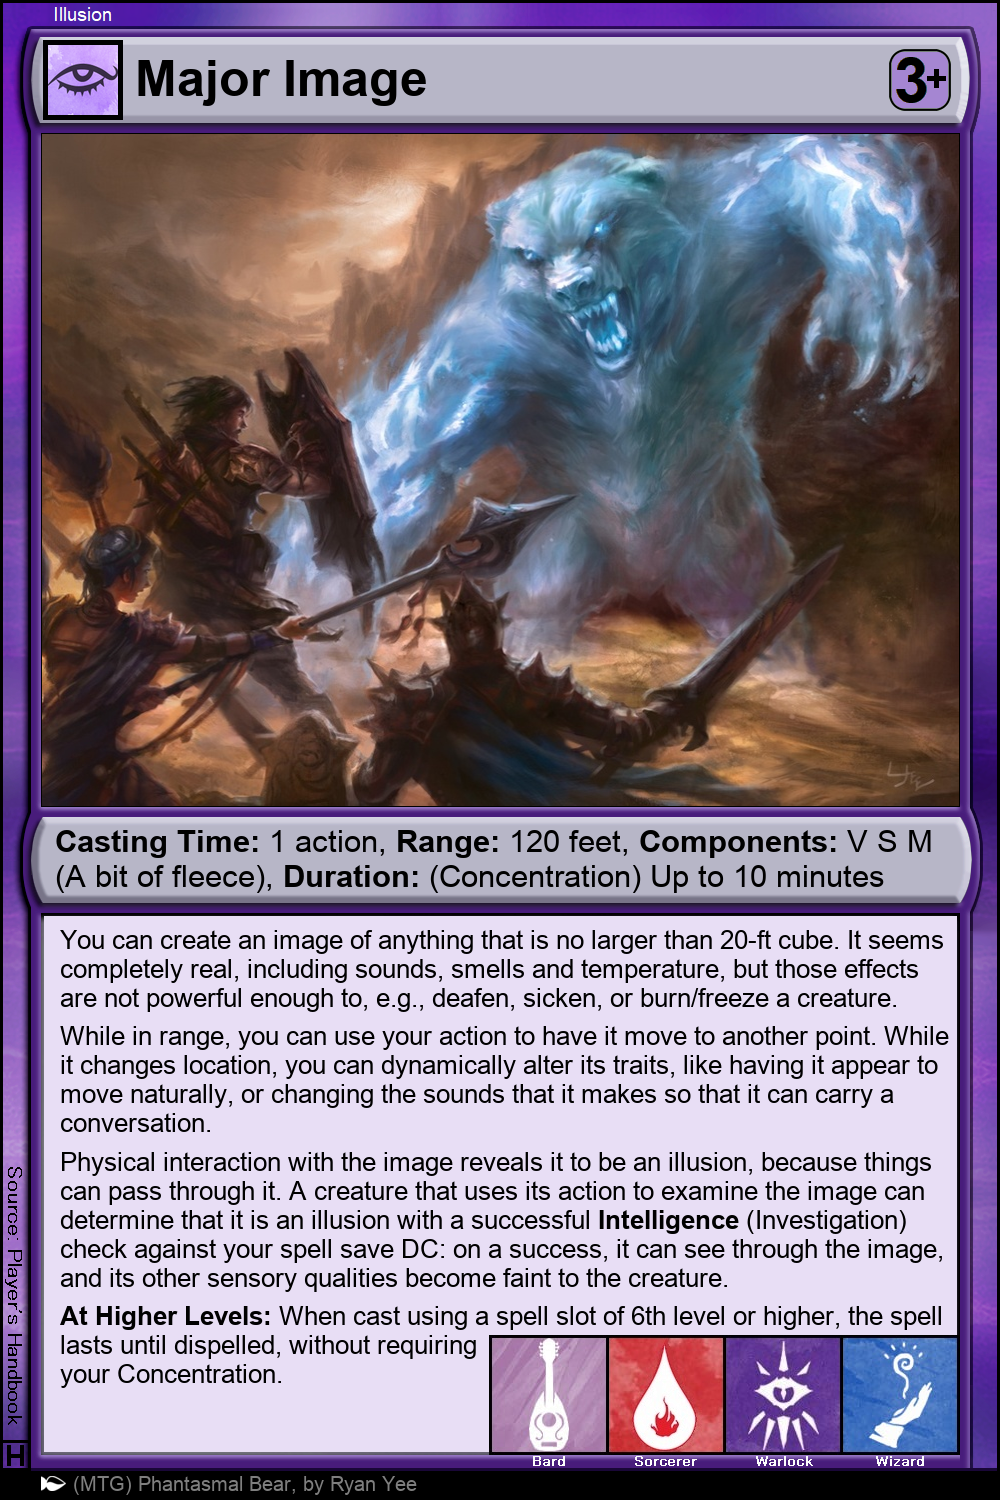 Illusion
Major Image
3+
Casting Time: 1 action, Range: 120 feet, Components: V S M
(A bit of fleece), Duration: (Concentration) Up to 10 minutes
You can create an image of anything that is no larger than 20-ft cube. It seems
completely real, including sounds, smells and temperature, but those effects
are not powerful enough to, e.g., deafen, sicken, or burn/freeze a creature.
While in range, you can use your action to have it move to another point. While
it changes location, you can dynamically alter its traits, like having it appear to
move naturally, or changing the sounds that it makes so that it can carry a
conversation.
Physical interaction with the image reveals it to be an illusion, because things
can pass through it. A creature that uses its action to examine the image can
determine that it is an illusion with a successful Intelligence (Investigation)
check against your spell save DC: on a success, it can see through the image,
and its other sensory qualities become faint to the creature.
At Higher Levels: When cast using a spell slot of 6th level or higher, the spell
lasts until dispelled, without requiring
your Concentration.
Bard
Sorcerer
Warlock
Wizard
Source: Player's Handbook
H
(MTG) Phantasmal Bear, by Ryan Yee